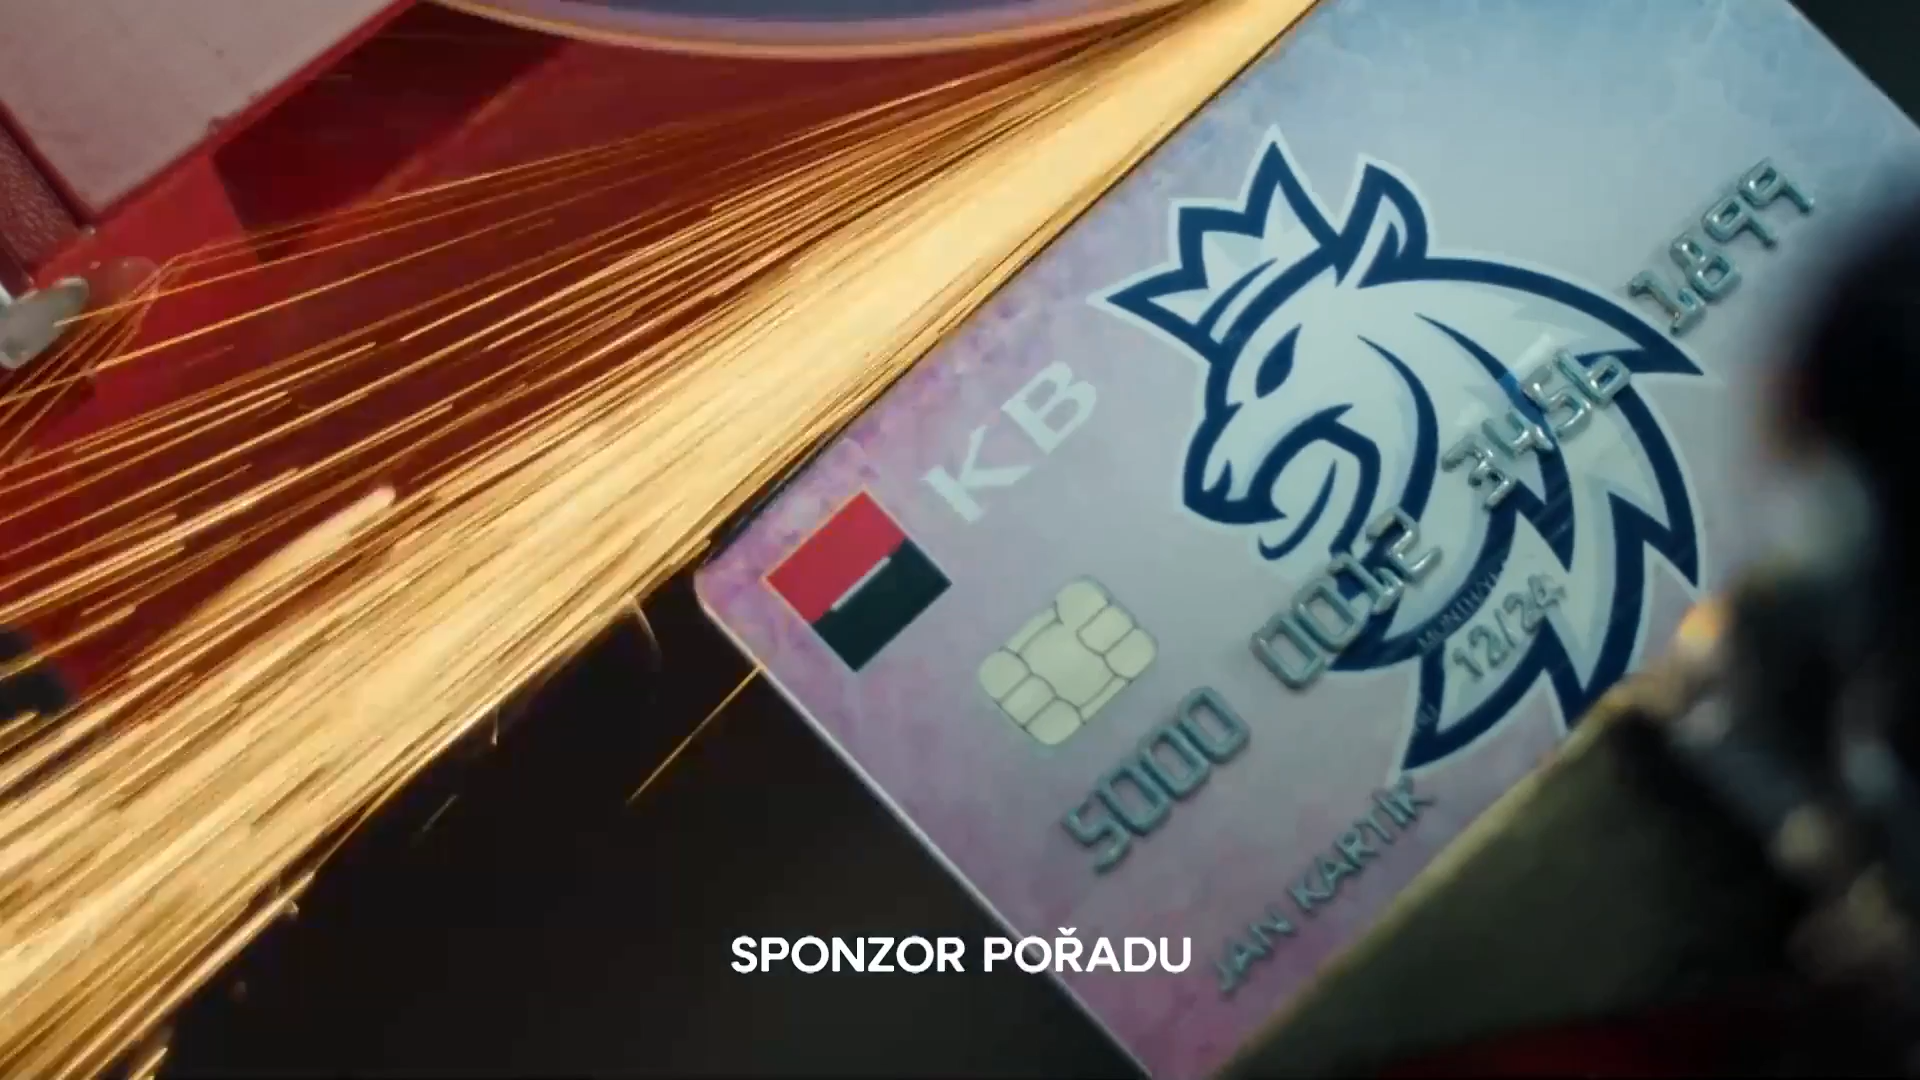 KB
5000 0012 3456 1899
12/24
JAN KARTÍK
SPONZOR POŘADU